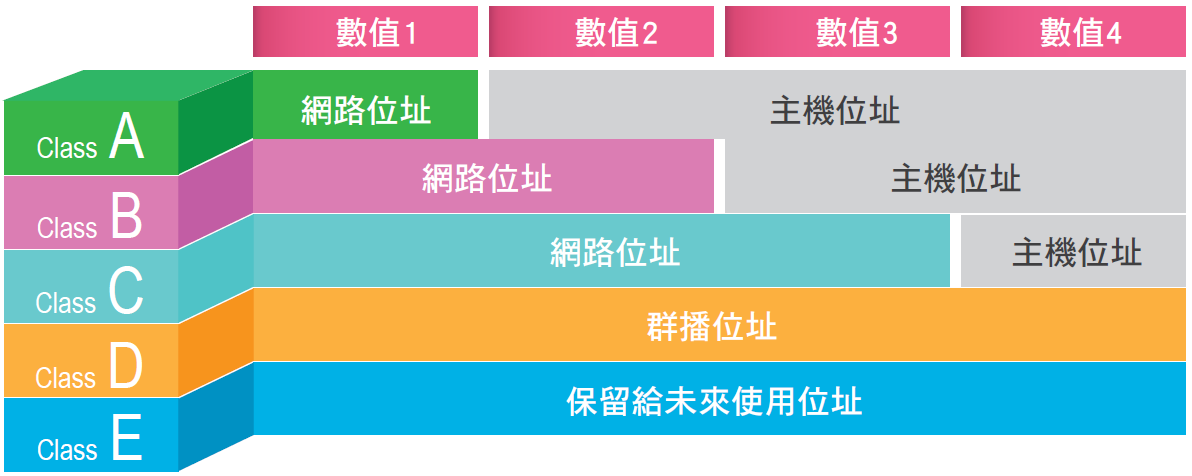 數值1 數值2 數值3 數值4
Class A 網路位址 主機位址
Class B 網路位址 主機位址
Class C 網路位址 主機位址
Class D 群播位址
Class E 保留給未來使用位址